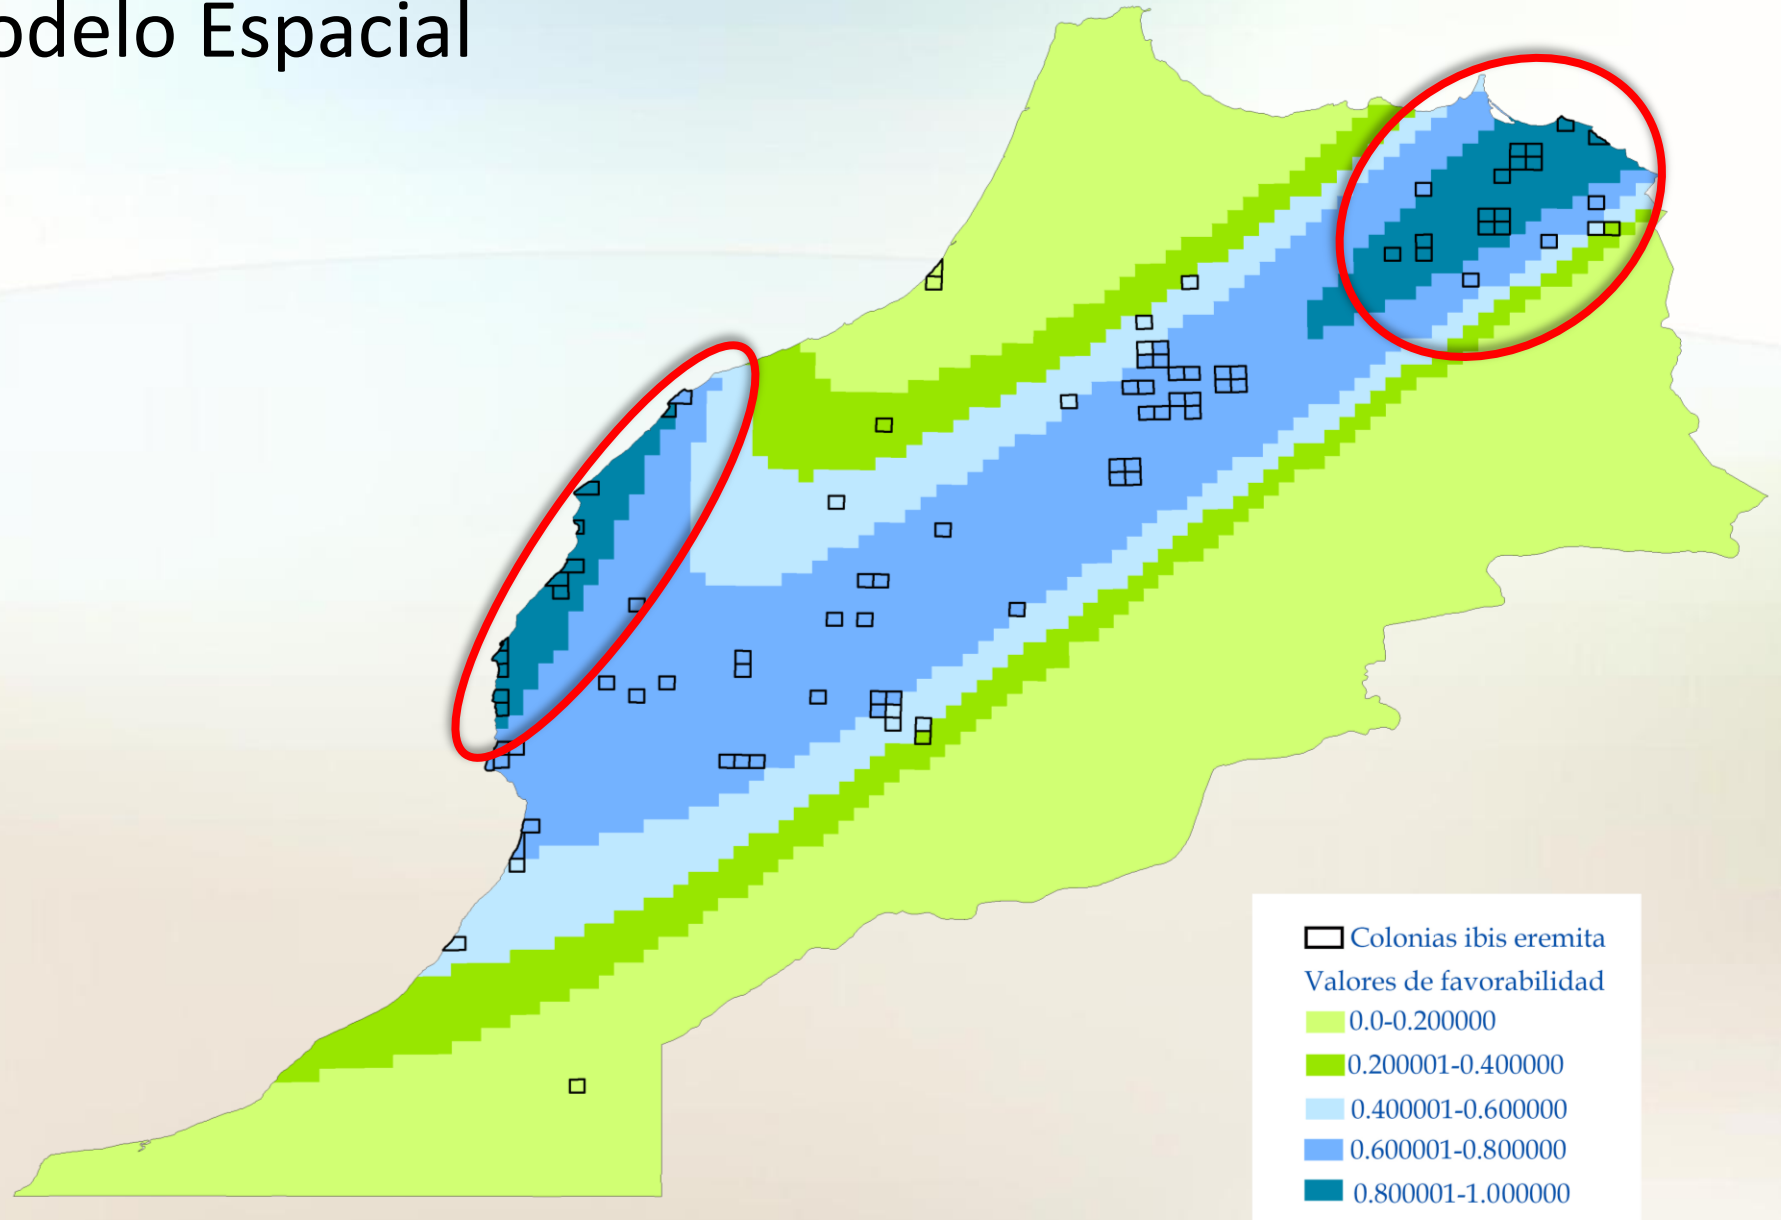 odelo Espacial
Colonias ibis eremita
Valores de favorabilidad
0.0-0.200000
0.200001-0.400000
0.400001-0.600000
0.600001-0.800000
0.800001-1.000000